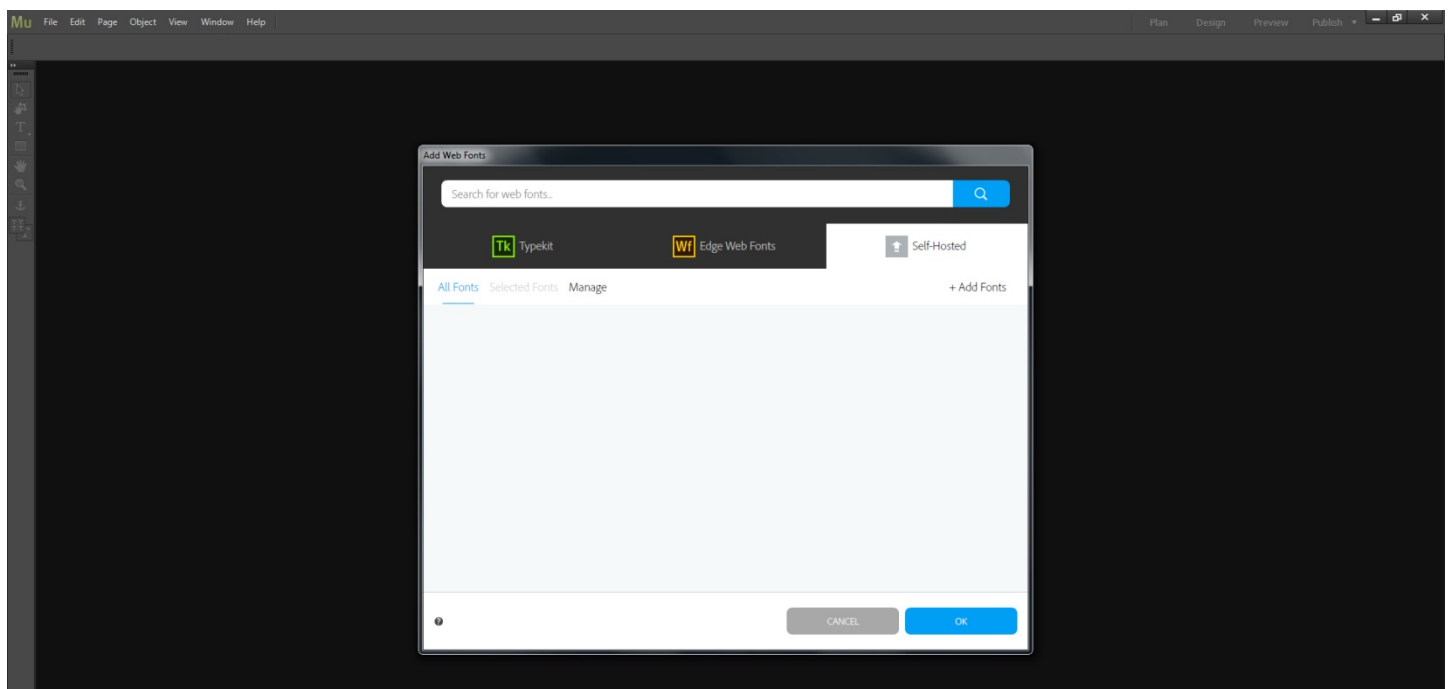 Mu File Edit Page Object View Window Help Plan Design Preview Publish
T
Add Web Fonts
Search for web fonts..
Tk Typekit Wf Edge Web Fonts Self-Hosted
All Fonts Selected Fonts Manage + Add Fonts
? CANCEL OK